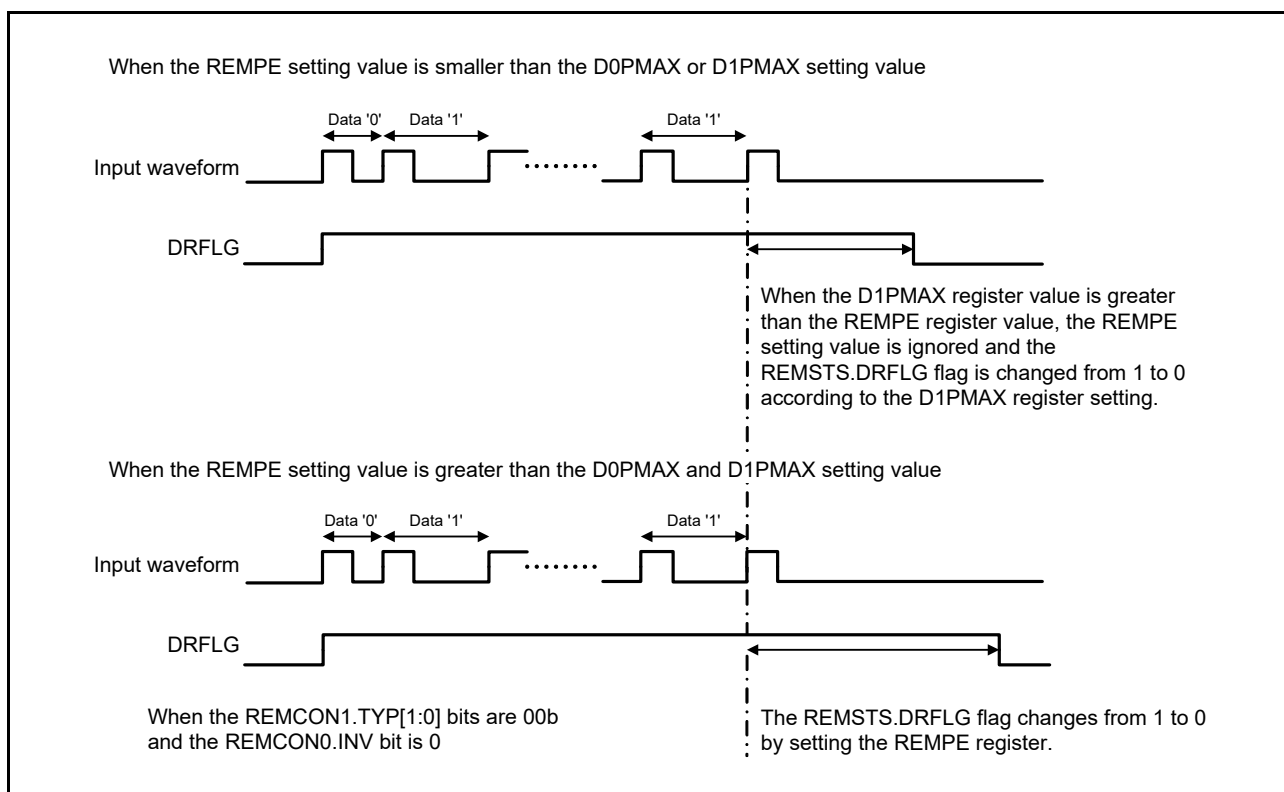 When the REMPE setting value is smaller than the D0PMAX or D1PMAX setting value
Data '0'
Data '1'
Data '1'
Input waveform
DRFLG
When the D1PMAX register value is greater
than the REMPE register value, the REMPE
setting value is ignored and the
REMSTS.DRFLG flag is changed from 1 to 0
according to the D1PMAX register setting.
When the REMPE setting value is greater than the D0PMAX and D1PMAX setting value
Data '0'
Data '1'
Data '1'
Input waveform
DRFLG
When the REMCON1.TYP[1:0] bits are 00b
and the REMCON0.INV bit is 0
The REMSTS.DRFLG flag changes from 1 to 0
by setting the REMPE register.